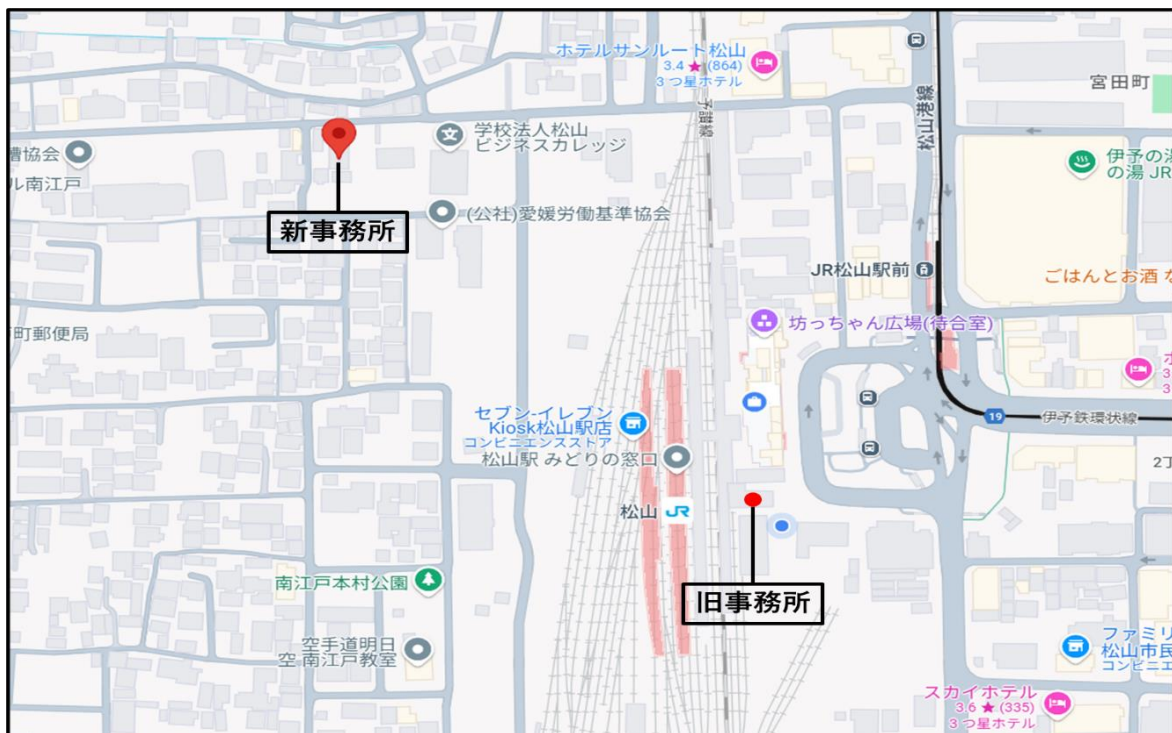 ホテルサンルート松山
3.4 ★ (864)
3 つ星ホテル
予讃線
松山港線
宮田町
学校法人松山
ビジネスカレッジ
漕協会
ル南江戸
伊予の湯
の湯 JR
新事務所
(公社)愛媛労働基準協会
JR松山駅前
ごはんとお酒 な
坊っちゃん広場(待合室)
町郵便局
ホ
3
3
セブン-イレブン
Kiosk松山駅店
コンビニエンスストア
19
伊予鉄環状線
松山駅 みどりの窓口
2丁
松山 JR
南江戸本村公園
旧事務所
空手道明日
空 南江戸教室
ファミリ
松山市民
コンビニエ
スカイホテル
3.6 ★ (335)
3 つ星ホテル